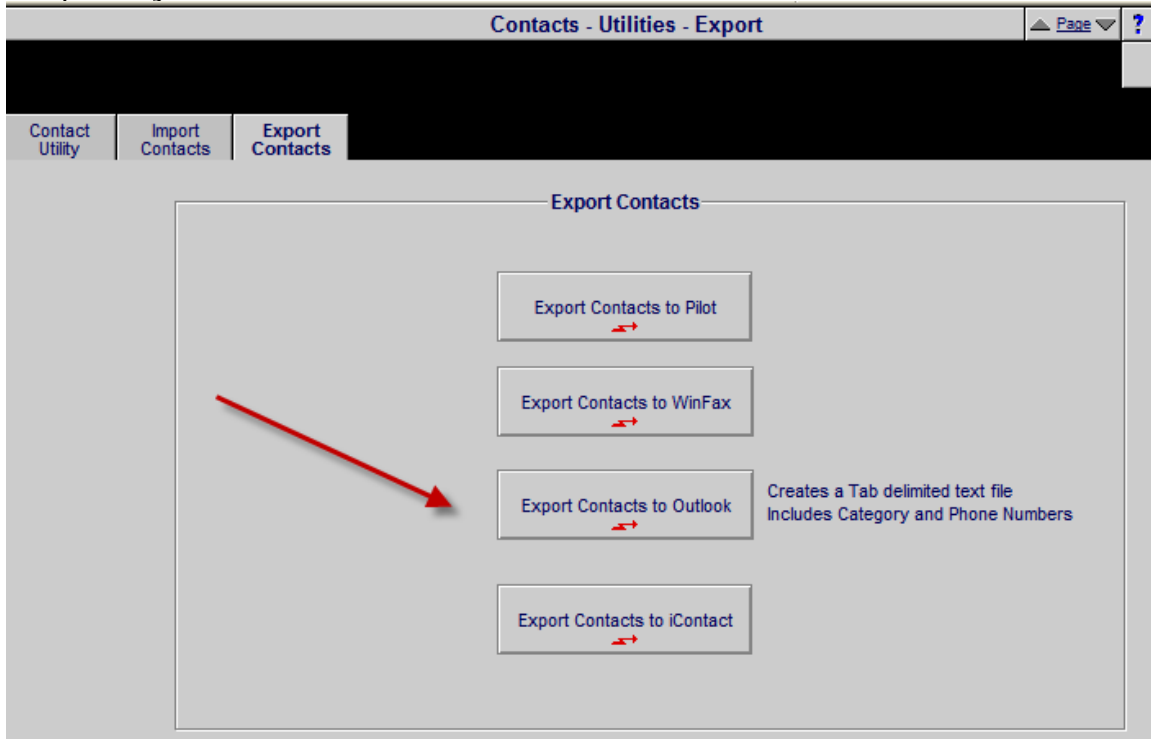 Contacts - Utilities - Export
Page
?
Contact
Utility
Import
Contacts
Export
Contacts
Export Contacts
Export Contacts to Pilot
Export Contacts to WinFax
Export Contacts to Outlook
Creates a Tab delimited text file
Includes Category and Phone Numbers
Export Contacts to iContact